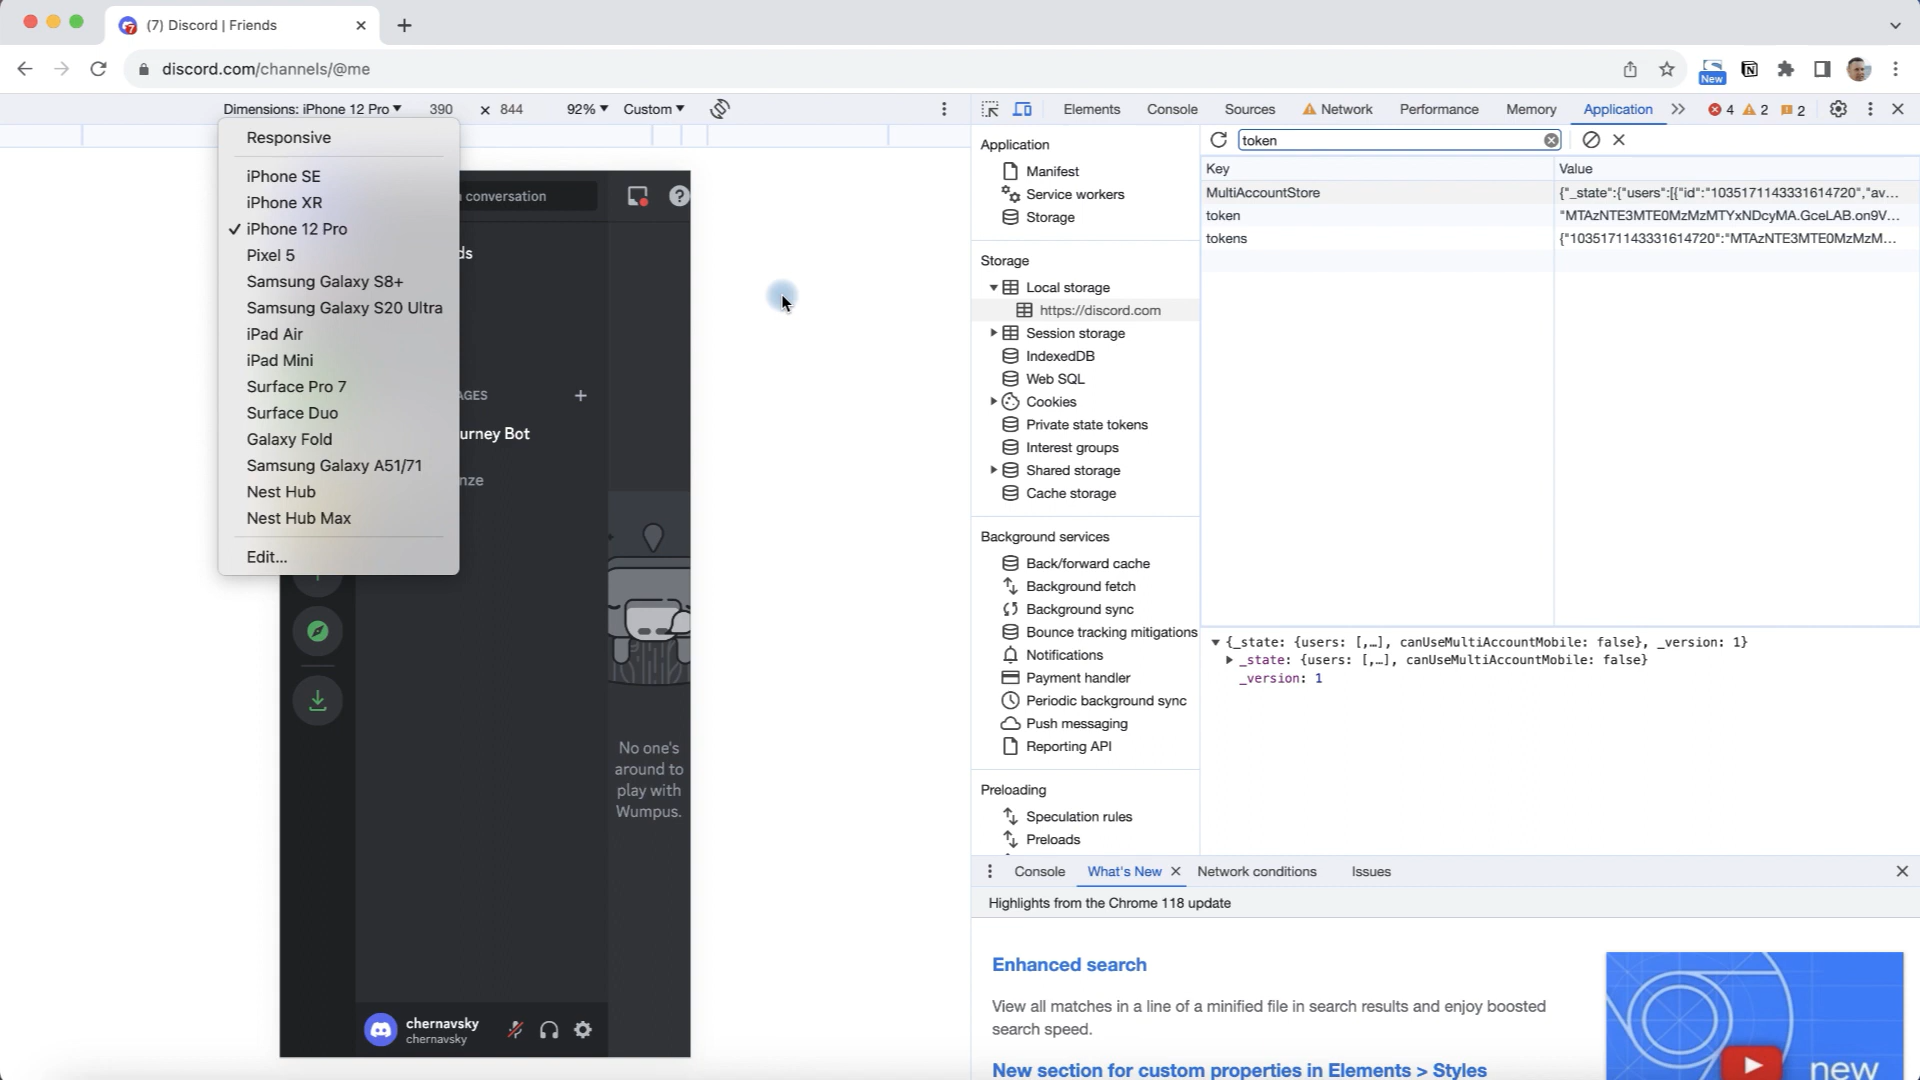 (7) Discord | Friends
discord.com/channels/@me
New
Dimensions: iPhone 12 Pro ▼ 390 × 844 92% ▼ Custom ▼
Responsive
iPhone SE
iPhone XR
✓ iPhone 12 Pro
Pixel 5
Samsung Galaxy S8+
Samsung Galaxy S20 Ultra
iPad Air
iPad Mini
Surface Pro 7
Surface Duo
Galaxy Fold
Samsung Galaxy A51/71
Nest Hub
Nest Hub Max
Edit...
conversation
ds
AGES +
urney Bot
nze
No one's
around to
play with
Wumpus.
chernavsky
chernavsky
Elements Console Sources Network Performance Memory Application 4 2 2
Application
Manifest
Service workers
Storage
Storage
Local storage
https://discord.com
Session storage
IndexedDB
Web SQL
Cookies
Private state tokens
Interest groups
Shared storage
Cache storage
Background services
Back/forward cache
Background fetch
Background sync
Bounce tracking mitigations
Notifications
Payment handler
Periodic background sync
Push messaging
Reporting API
Preloading
Speculation rules
Preloads
token
Key Value
MultiAccountStore {"_state":{"users":[{"id":"1035171143331614720","av...
token "MTAzNTE3MTE0MzMzMTYxNDcyMA.GceLAB.on9V...
tokens {"1035171143331614720":"MTAzNTE3MTE0MzMzM...
▼ {_state: {users: [,…], canUseMultiAccountMobile: false}, _version: 1}
▶ _state: {users: [,…], canUseMultiAccountMobile: false}
_version: 1
Console What's New Network conditions Issues
Highlights from the Chrome 118 update
Enhanced search
View all matches in a line of a minified file in search results and enjoy boosted
search speed.
New section for custom properties in Elements > Styles
new